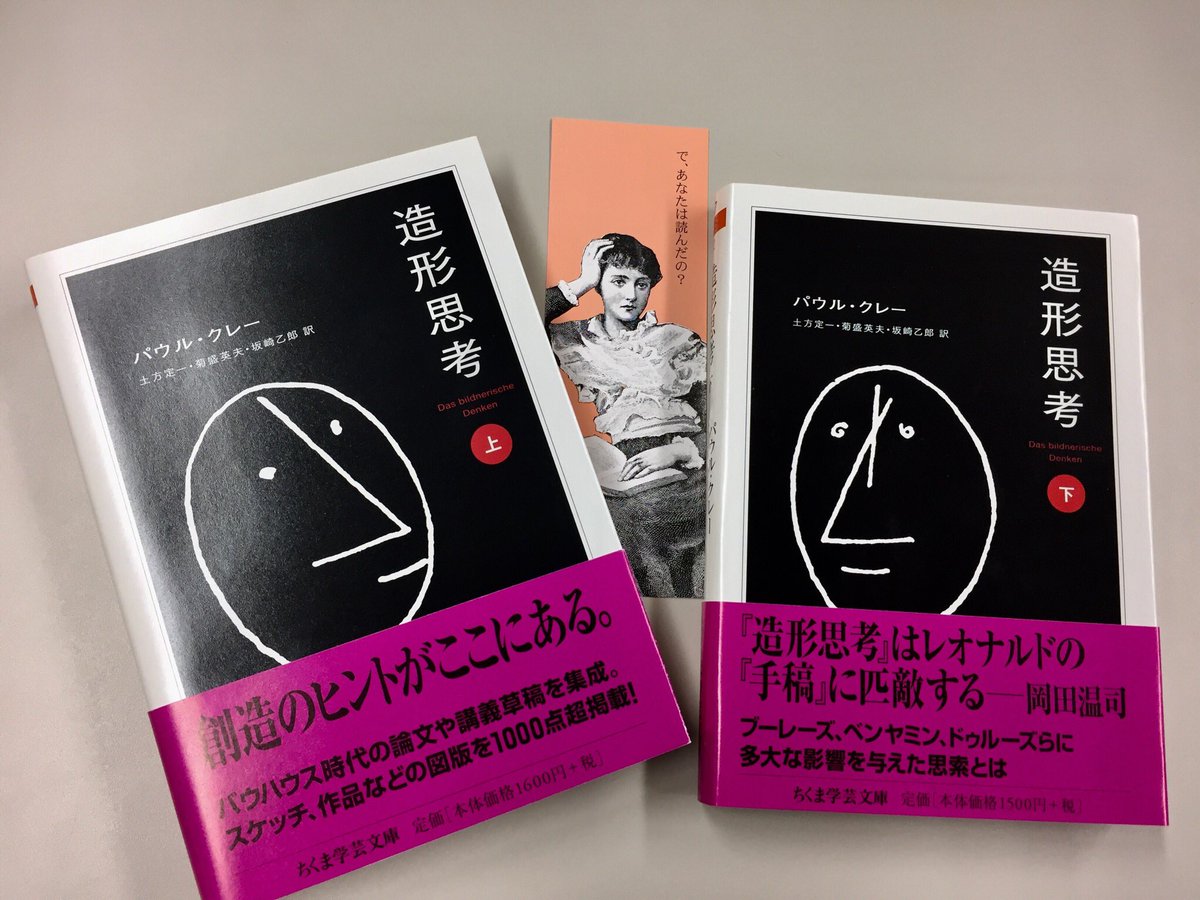 造形思考
パウル・クレー
土方定一・菊盛英夫・坂崎乙郎 訳
Das bildnerische
Denken
上
創造のヒントがここにある。
バウハウス時代の論文や講義草稿を集成。
スケッチ、作品などの図版を1000点超掲載!
ちくま学芸文庫 定価[本体価格1600円+税]
で、あなたは読んだの?
造形思考
パウル・クレー
土方定一・菊盛英夫・坂崎乙郎 訳
Das bildnerische
Denken
下
パウル・クレー
『造形思考』はレオナルドの
『手稿』に匹敵する——岡田温司
ブーレーズ、ベンヤミン、ドゥルーズらに
多大な影響を与えた思索とは
ちくま学芸文庫 定価[本体価格1500円+税]